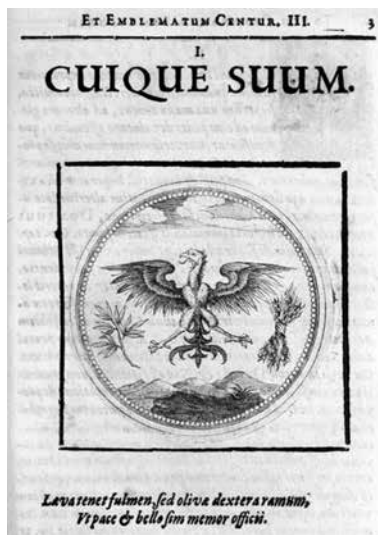 ET EMBLEMATUM CENTUR. III. 3
I.
CUIQUE SUUM.
Læva tenet fulmen, sed olivæ dextera ramum,
Vt pace & bello sim memor officii.